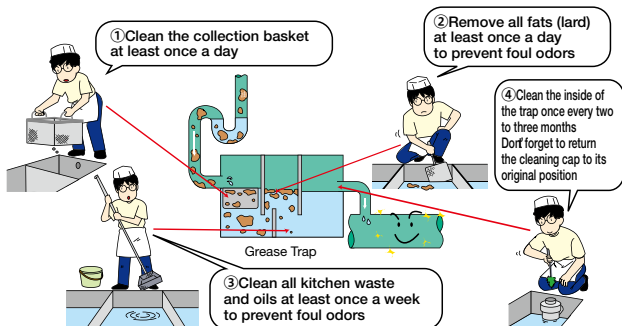 ①Clean the collection basket
at least once a day
②Remove all fats (lard)
at least once a day
to prevent foul odors
④Clean the inside of
the trap once every two
to three months
Don't forget to return
the cleaning cap to its
original position
Grease Trap
③Clean all kitchen waste
and oils at least once a week
to prevent foul odors